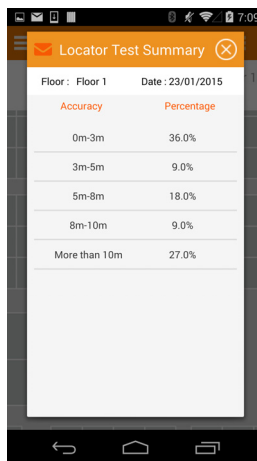 7:09
Locator Test Summary
Floor : Floor 1 Date : 23/01/2015
Accuracy Percentage
0m-3m 36.0%
3m-5m 9.0%
5m-8m 18.0%
8m-10m 9.0%
More than 10m 27.0%